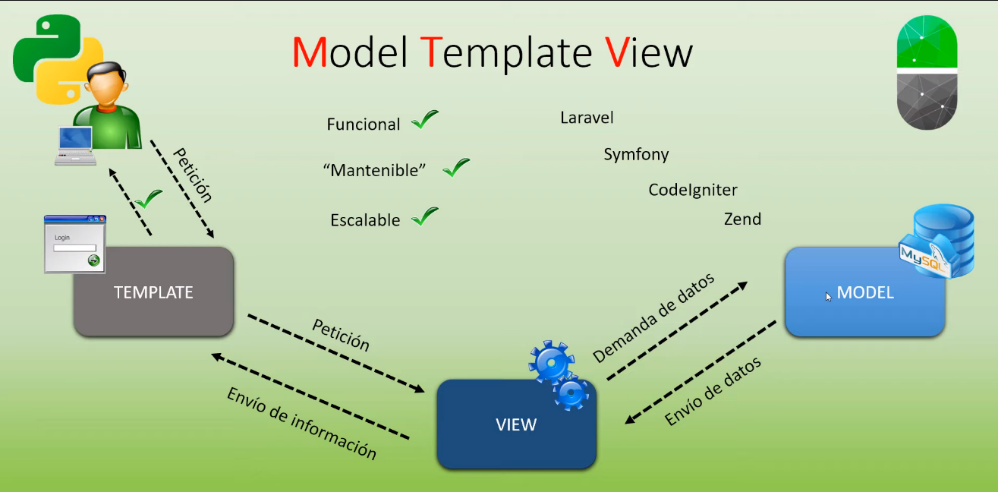 Model Template View
Funcional
Laravel
"Mantenible"
Symfony
CodeIgniter
Escalable
Zend
Petición
Login
MySQL
TEMPLATE
MODEL
Petición
Demanda de datos
Envío de información
Envío de datos
VIEW